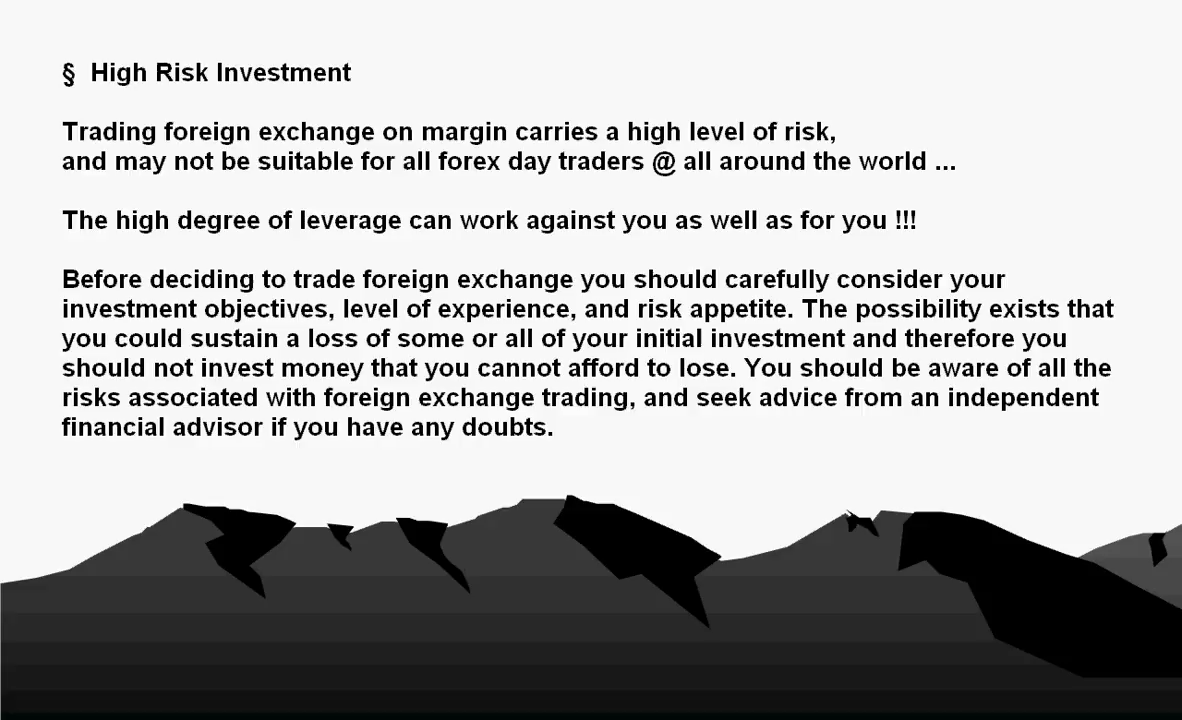 § High Risk Investment
Trading foreign exchange on margin carries a high level of risk,
and may not be suitable for all forex day traders @ all around the world ...
The high degree of leverage can work against you as well as for you !!!
Before deciding to trade foreign exchange you should carefully consider your
investment objectives, level of experience, and risk appetite. The possibility exists that
you could sustain a loss of some or all of your initial investment and therefore you
should not invest money that you cannot afford to lose. You should be aware of all the
risks associated with foreign exchange trading, and seek advice from an independent
financial advisor if you have any doubts.